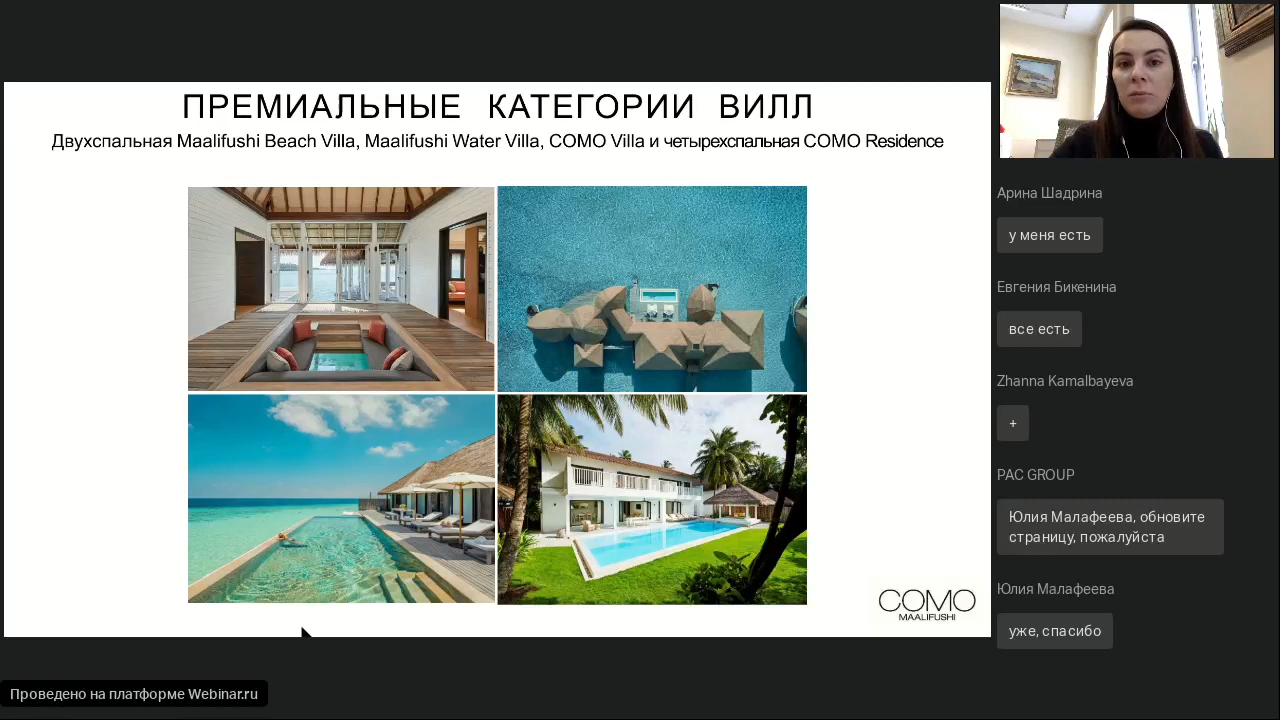 ПРЕМИАЛЬНЫЕ КАТЕГОРИИ ВИЛЛ
Двухспальная Maalifushi Beach Villa, Maalifushi Water Villa, COMO Villa и четырехспальная COMO Residence
COMO
MAALIFUSHI
Арина Шадрина
у меня есть
Евгения Бикенина
все есть
Zhanna Kamalbayeva
+
PAC GROUP
Юлия Малафеева, обновите
страницу, пожалуйста
Юлия Малафеева
уже, спасибо
Проведено на платформе Webinar.ru